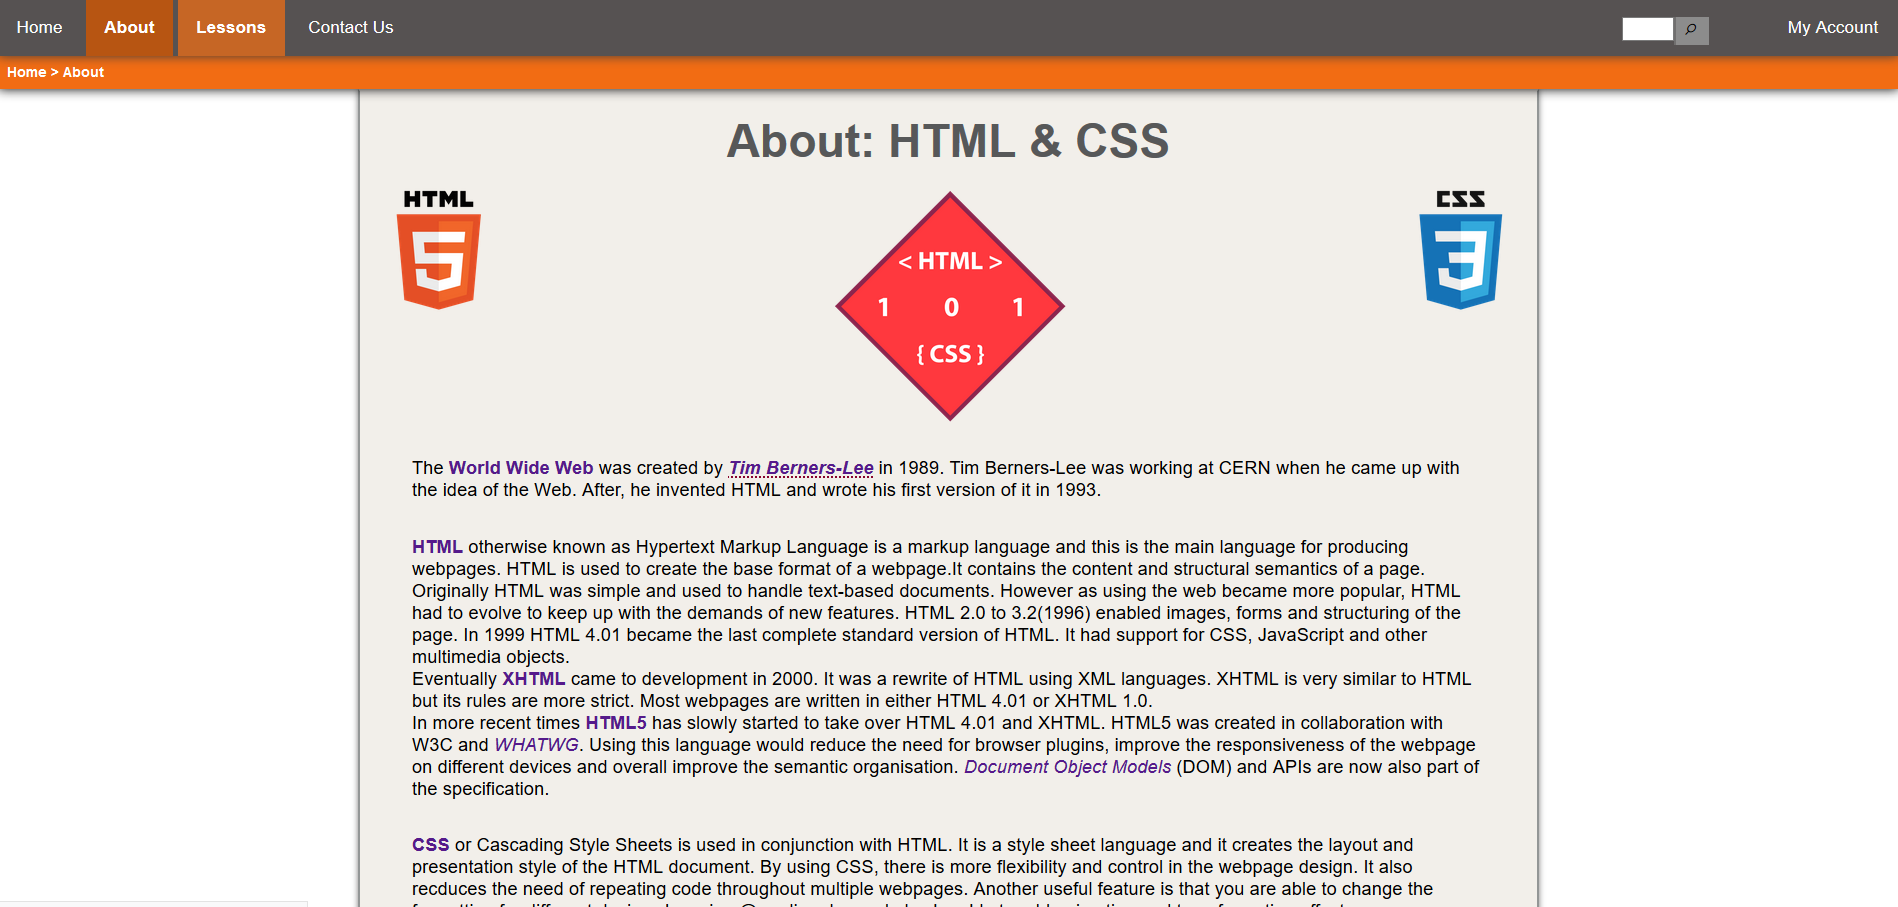 Home About Lessons Contact Us My Account
Home > About
About: HTML & CSS
HTML
5
< HTML >
1 0 1
{ CSS }
CSS
3
The World Wide Web was created by Tim Berners-Lee in 1989. Tim Berners-Lee was working at CERN when he came up with
the idea of the Web. After, he invented HTML and wrote his first version of it in 1993.
HTML otherwise known as Hypertext Markup Language is a markup language and this is the main language for producing
webpages. HTML is used to create the base format of a webpage.It contains the content and structural semantics of a page.
Originally HTML was simple and used to handle text-based documents. However as using the web became more popular, HTML
had to evolve to keep up with the demands of new features. HTML 2.0 to 3.2(1996) enabled images, forms and structuring of the
page. In 1999 HTML 4.01 became the last complete standard version of HTML. It had support for CSS, JavaScript and other
multimedia objects.
Eventually XHTML came to development in 2000. It was a rewrite of HTML using XML languages. XHTML is very similar to HTML
but its rules are more strict. Most webpages are written in either HTML 4.01 or XHTML 1.0.
In more recent times HTML5 has slowly started to take over HTML 4.01 and XHTML. HTML5 was created in collaboration with
W3C and WHATWG. Using this language would reduce the need for browser plugins, improve the responsiveness of the webpage
on different devices and overall improve the semantic organisation. Document Object Models (DOM) and APIs are now also part of
the specification.
CSS or Cascading Style Sheets is used in conjunction with HTML. It is a style sheet language and it creates the layout and
presentation style of the HTML document. By using CSS, there is more flexibility and control in the webpage design. It also
recduces the need of repeating code throughout multiple webpages. Another useful feature is that you are able to change the